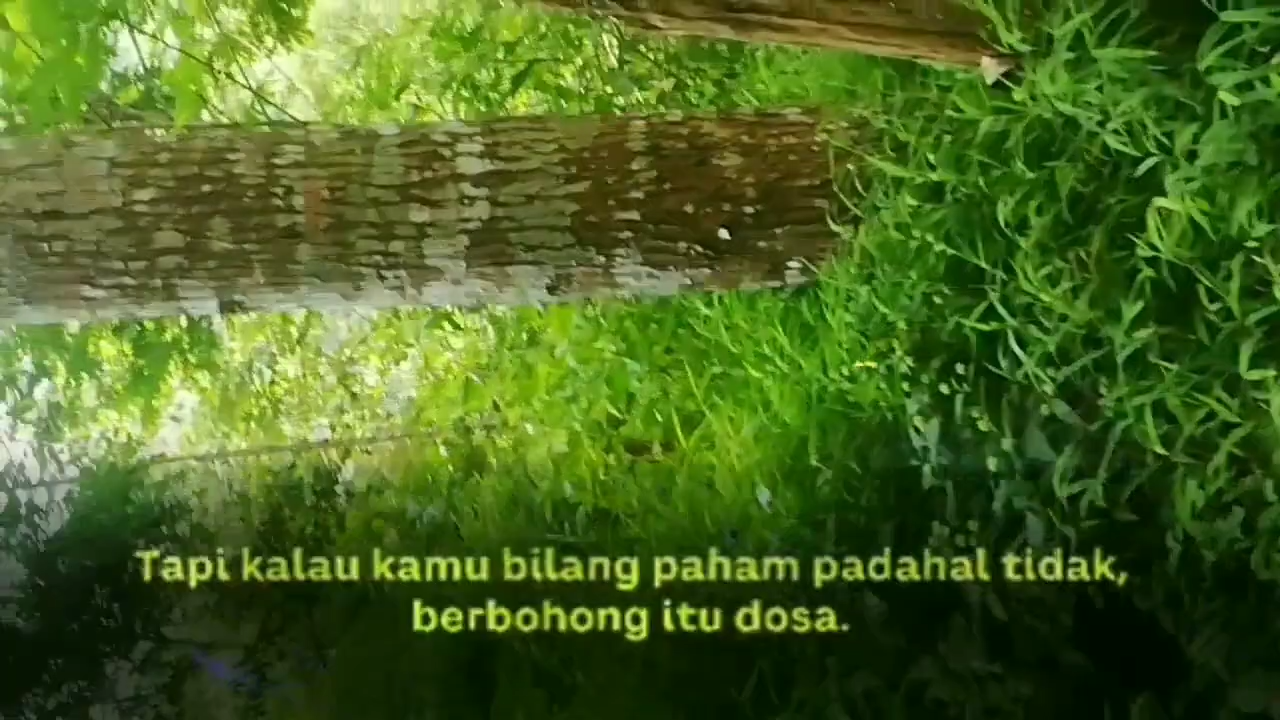 Tapi kalau kamu bilang paham padahal tidak,
berbohong itu dosa.